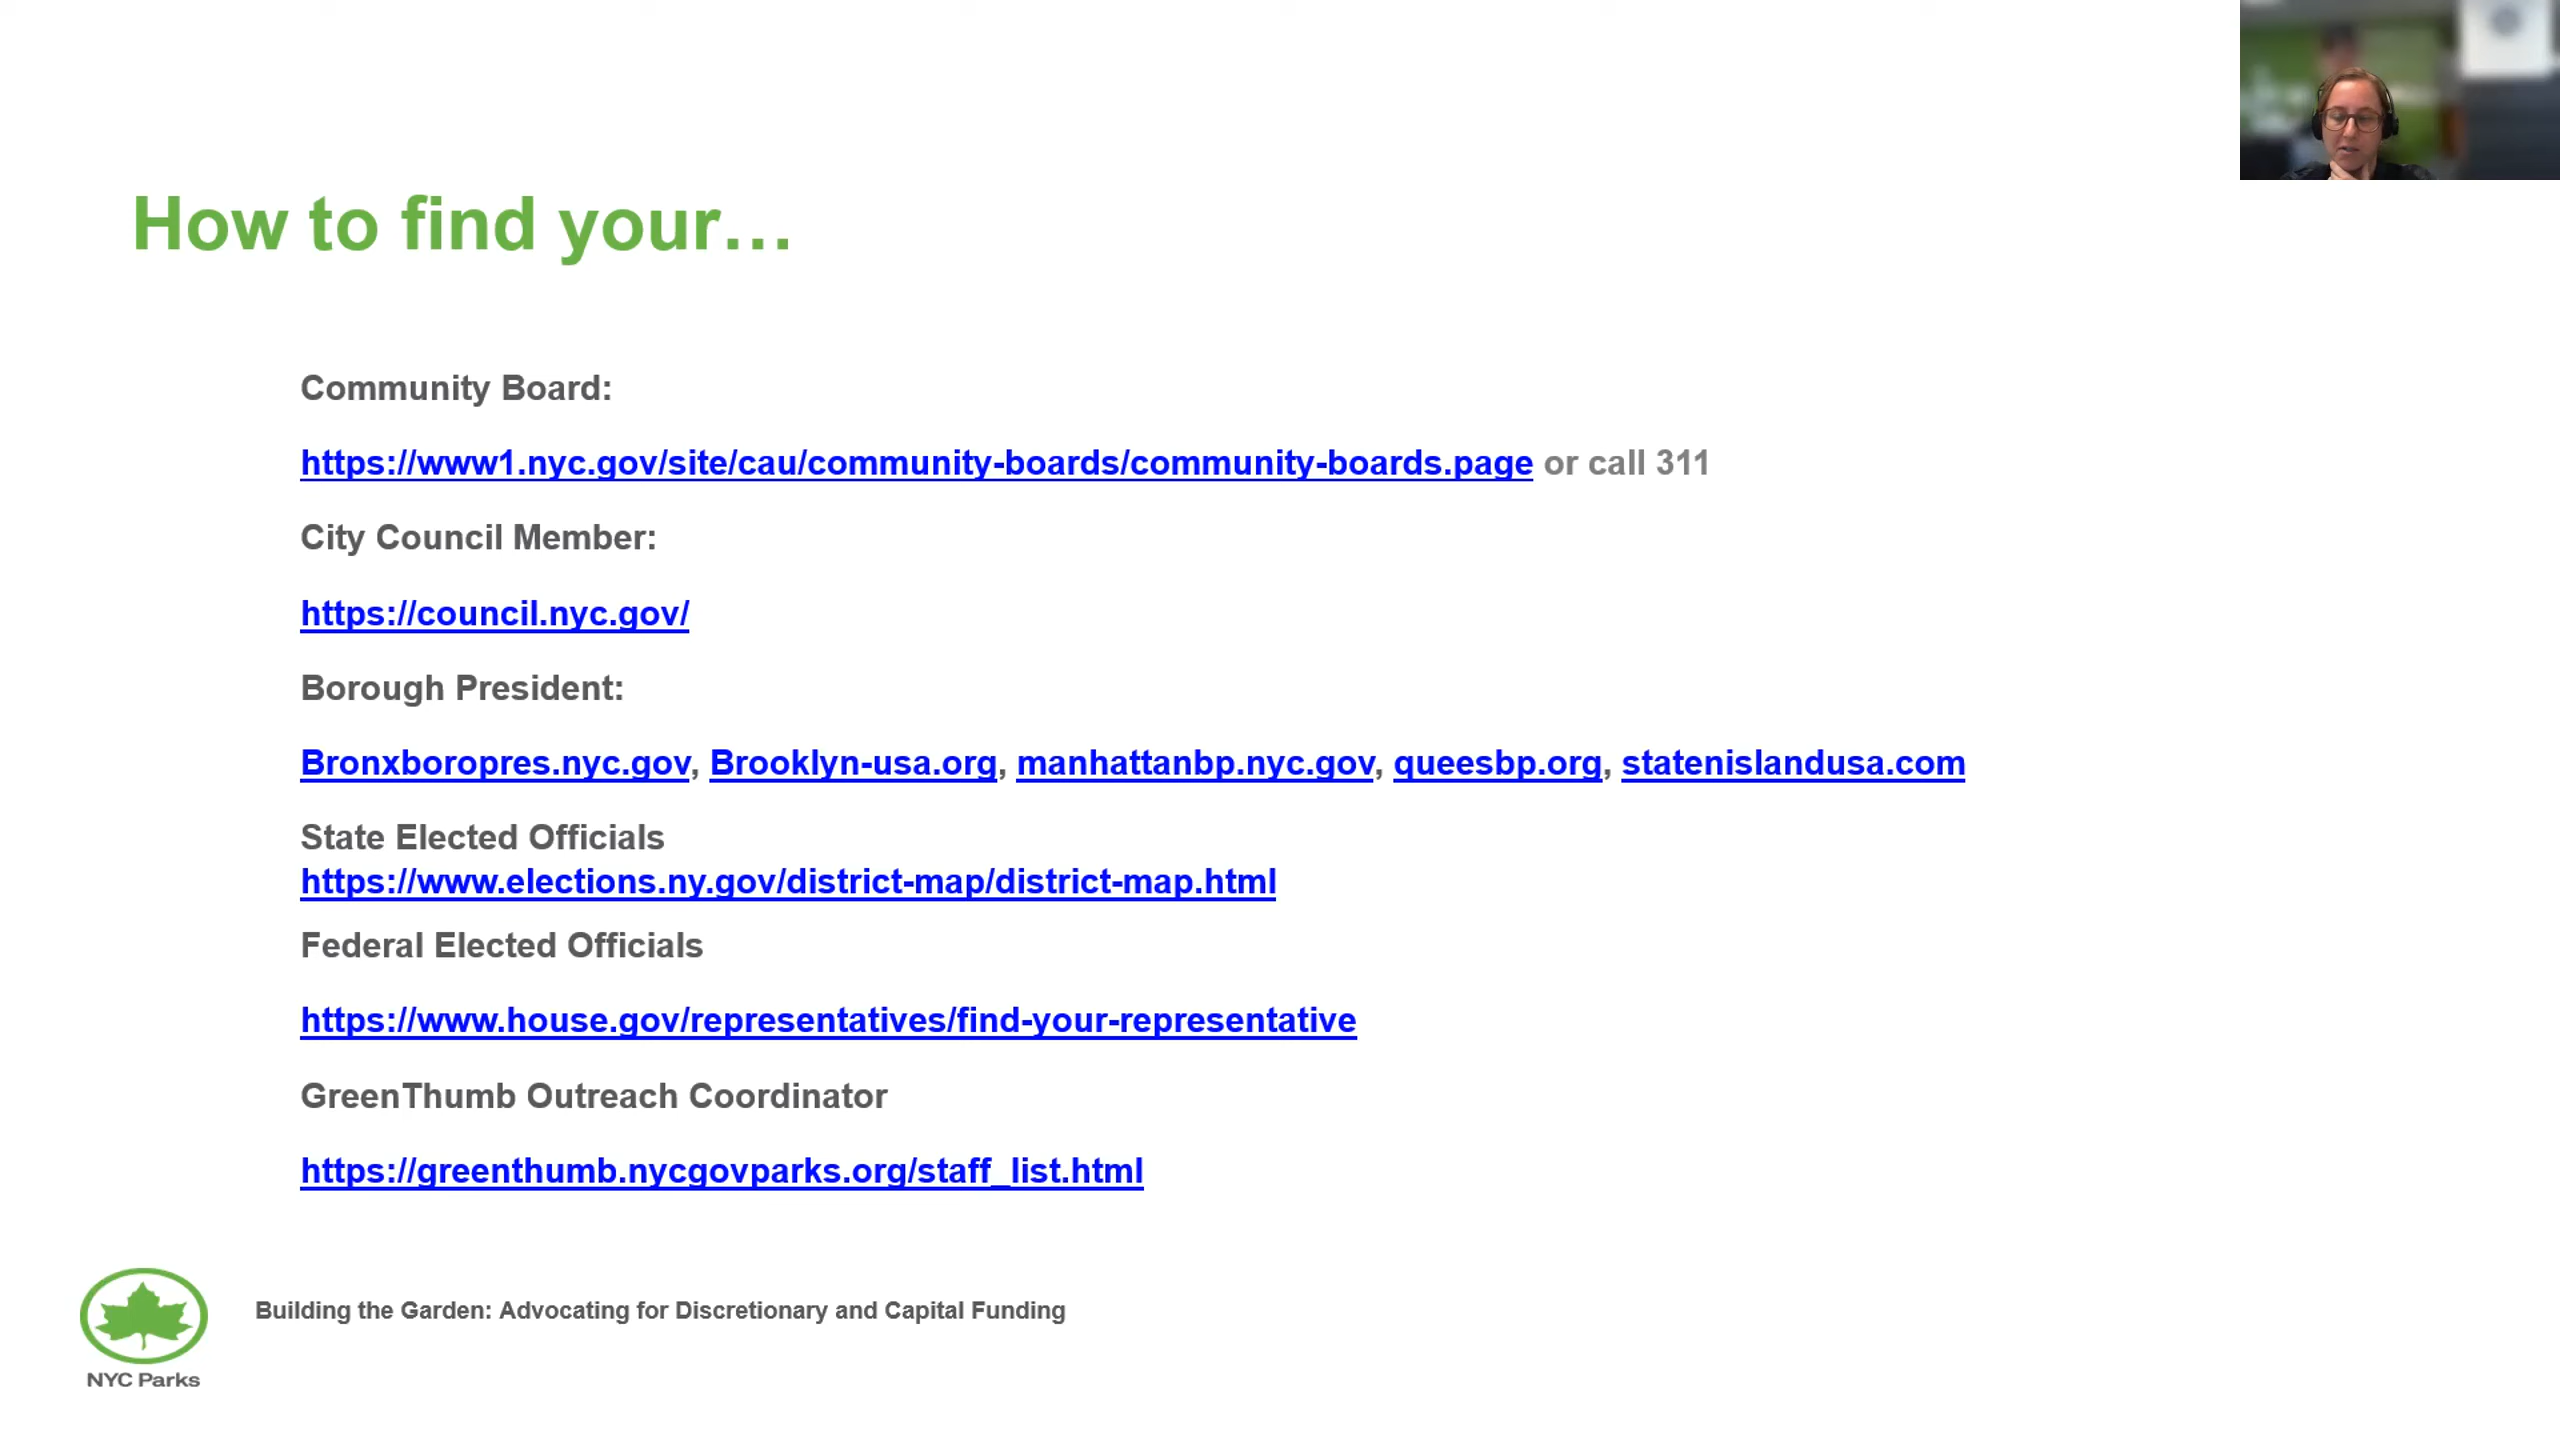 How to find your…
Community Board:
https://www1.nyc.gov/site/cau/community-boards/community-boards.page or call 311
City Council Member:
https://council.nyc.gov/
Borough President:
Bronxboropres.nyc.gov, Brooklyn-usa.org, manhattanbp.nyc.gov, queesbp.org, statenislandusa.com
State Elected Officials
https://www.elections.ny.gov/district-map/district-map.html
Federal Elected Officials
https://www.house.gov/representatives/find-your-representative
GreenThumb Outreach Coordinator
https://greenthumb.nycgovparks.org/staff_list.html
Building the Garden: Advocating for Discretionary and Capital Funding
NYC Parks